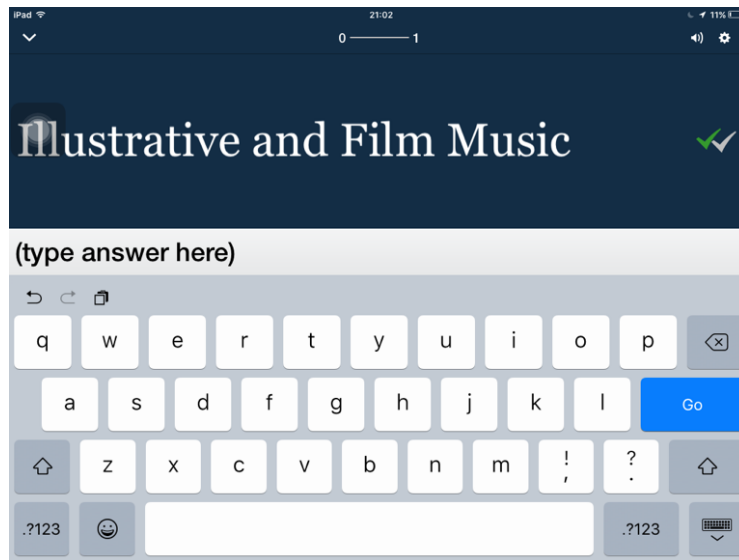 iPad 21:02 11%
0 1
Illustrative and Film Music
(type answer here)
q w e r t y u i o p
a s d f g h j k l Go
z x c v b n m ! , ? .
.?123 .?123